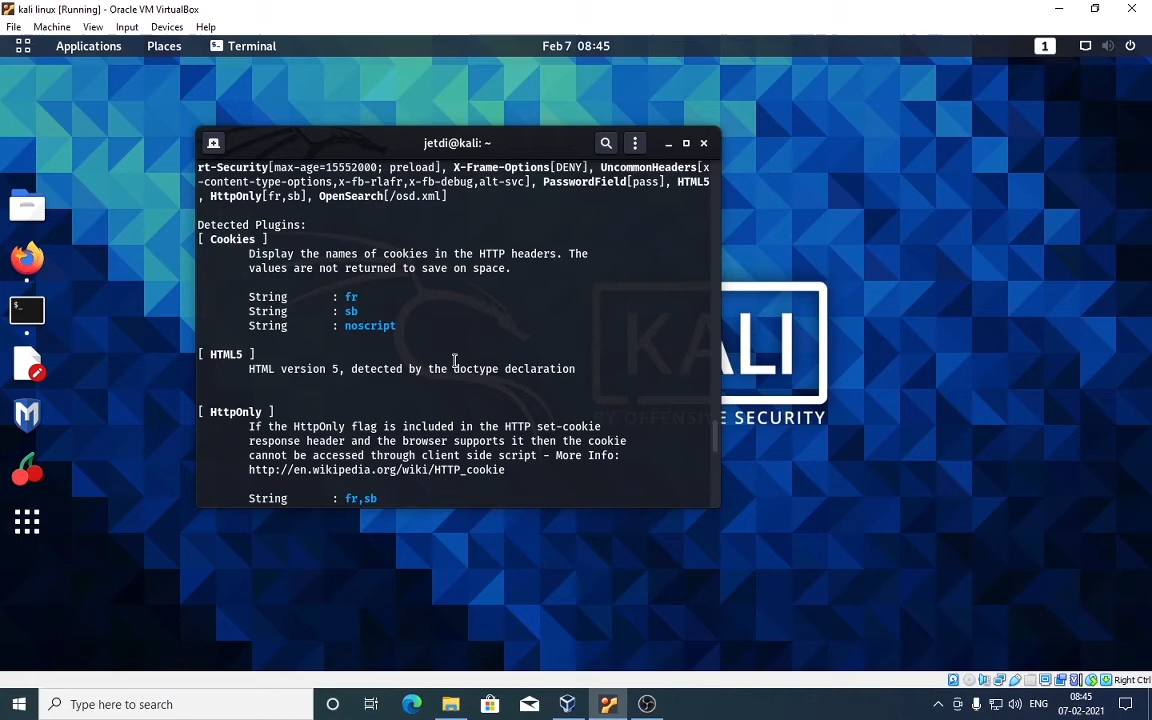 kali linux [Running] - Oracle VM VirtualBox
File Machine View Input Devices Help
Applications Places Terminal Feb 7 08:45 1
jetdi@kali: ~
rt-Security[max-age=15552000; preload], X-Frame-Options[DENY], UncommonHeaders[x
-content-type-options,x-fb-rlafr,x-fb-debug,alt-svc], PasswordField[pass], HTML5
, HttpOnly[fr,sb], OpenSearch[/osd.xml]
Detected Plugins:
[ Cookies ]
Display the names of cookies in the HTTP headers. The
values are not returned to save on space.
String : fr
String : sb
String : noscript
[ HTML5 ]
HTML version 5, detected by the doctype declaration
[ HttpOnly ]
If the HttpOnly flag is included in the HTTP set-cookie
response header and the browser supports it then the cookie
cannot be accessed through client side script - More Info:
http://en.wikipedia.org/wiki/HTTP_cookie
String : fr,sb
KALI
BY OFFENSIVE SECURITY
Right Ctrl
Type here to search
ENG
08:45
07-02-2021